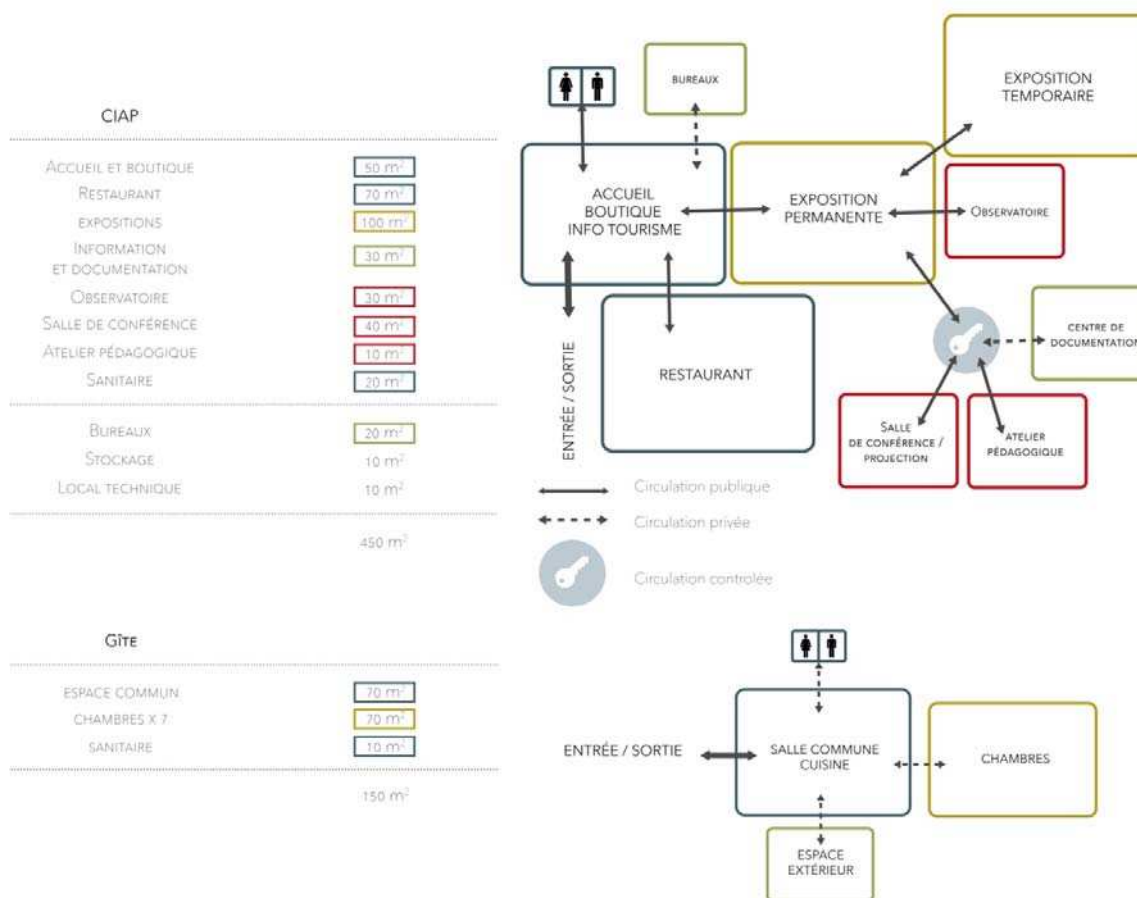 CIAP
ACCUEIL ET BOUTIQUE 50 m²
RESTAURANT 70 m²
EXPOSITIONS 100 m²
INFORMATION
ET DOCUMENTATION 30 m²
OBSERVATOIRE 30 m²
SALLE DE CONFÉRENCE 40 m²
ATELIER PÉDAGOGIQUE 10 m²
SANITAIRE 20 m²
BUREAUX 20 m²
STOCKAGE 10 m²
LOCAL TECHNIQUE 10 m²
450 m²
GÎTE
ESPACE COMMUN 70 m²
CHAMBRES X 7 70 m²
SANITAIRE 10 m²
150 m²
BUREAUX
EXPOSITION
TEMPORAIRE
ACCUEIL
BOUTIQUE
INFO TOURISME
EXPOSITION
PERMANENTE
OBSERVATOIRE
CENTRE DE
DOCUMENTATION
RESTAURANT
ENTRÉE / SORTIE
SALLE
DE CONFÉRENCE /
PROJECTION
ATELIER
PÉDAGOGIQUE
Circulation publique
Circulation privée
Circulation controlée
ENTRÉE / SORTIE
SALLE COMMUNE
CUISINE
CHAMBRES
ESPACE
EXTÉRIEUR